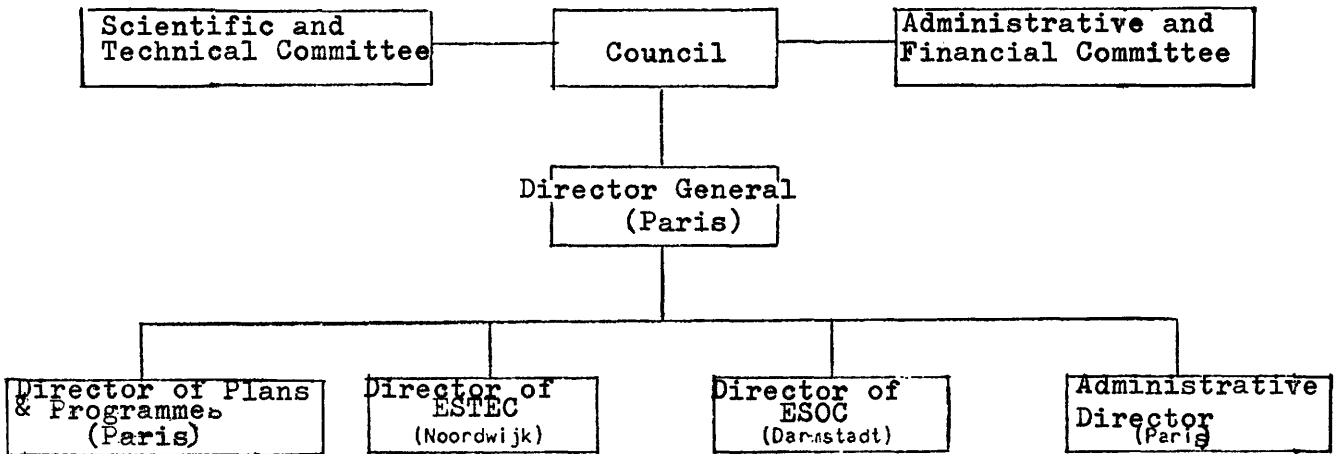 Scientific and
Technical Committee
Council
Administrative and
Financial Committee
Director General
(Paris)
Director of Plans
& Programmes
(Paris)
Director of
ESTEC
(Noordwijk)
Director of
ESOC
(Darmstadt)
Administrative
Director
(Paris)